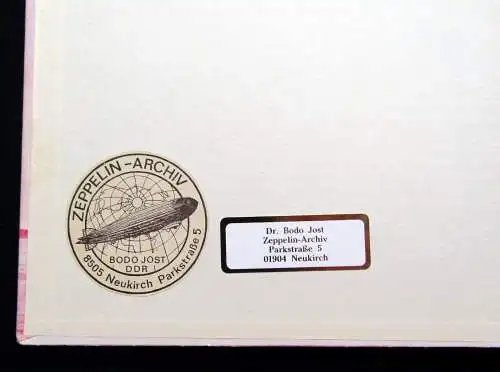 ZEPPELIN-ARCHIV
BODO JOST
DDR
8505 Neukirch Parkstraße 5
Dr. Bodo Jost
Zeppelin-Archiv
Parkstraße 5
01904 Neukirch